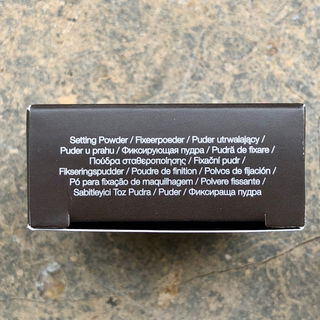 Setting Powder / Fixeerpoeder / Puder utrwalający /
Puder u prahu / Фиксирующая пудра / Pudră de fixare /
Πούδρα σταθεροποίησης / Fixační pudr /
Fikseringspudder / Poudre de finition / Polvos de fijación /
Pó para fixação de maquilhagem / Polvere fissante /
Sabitleyici Toz Pudra / Puder / Фиксираща пудра